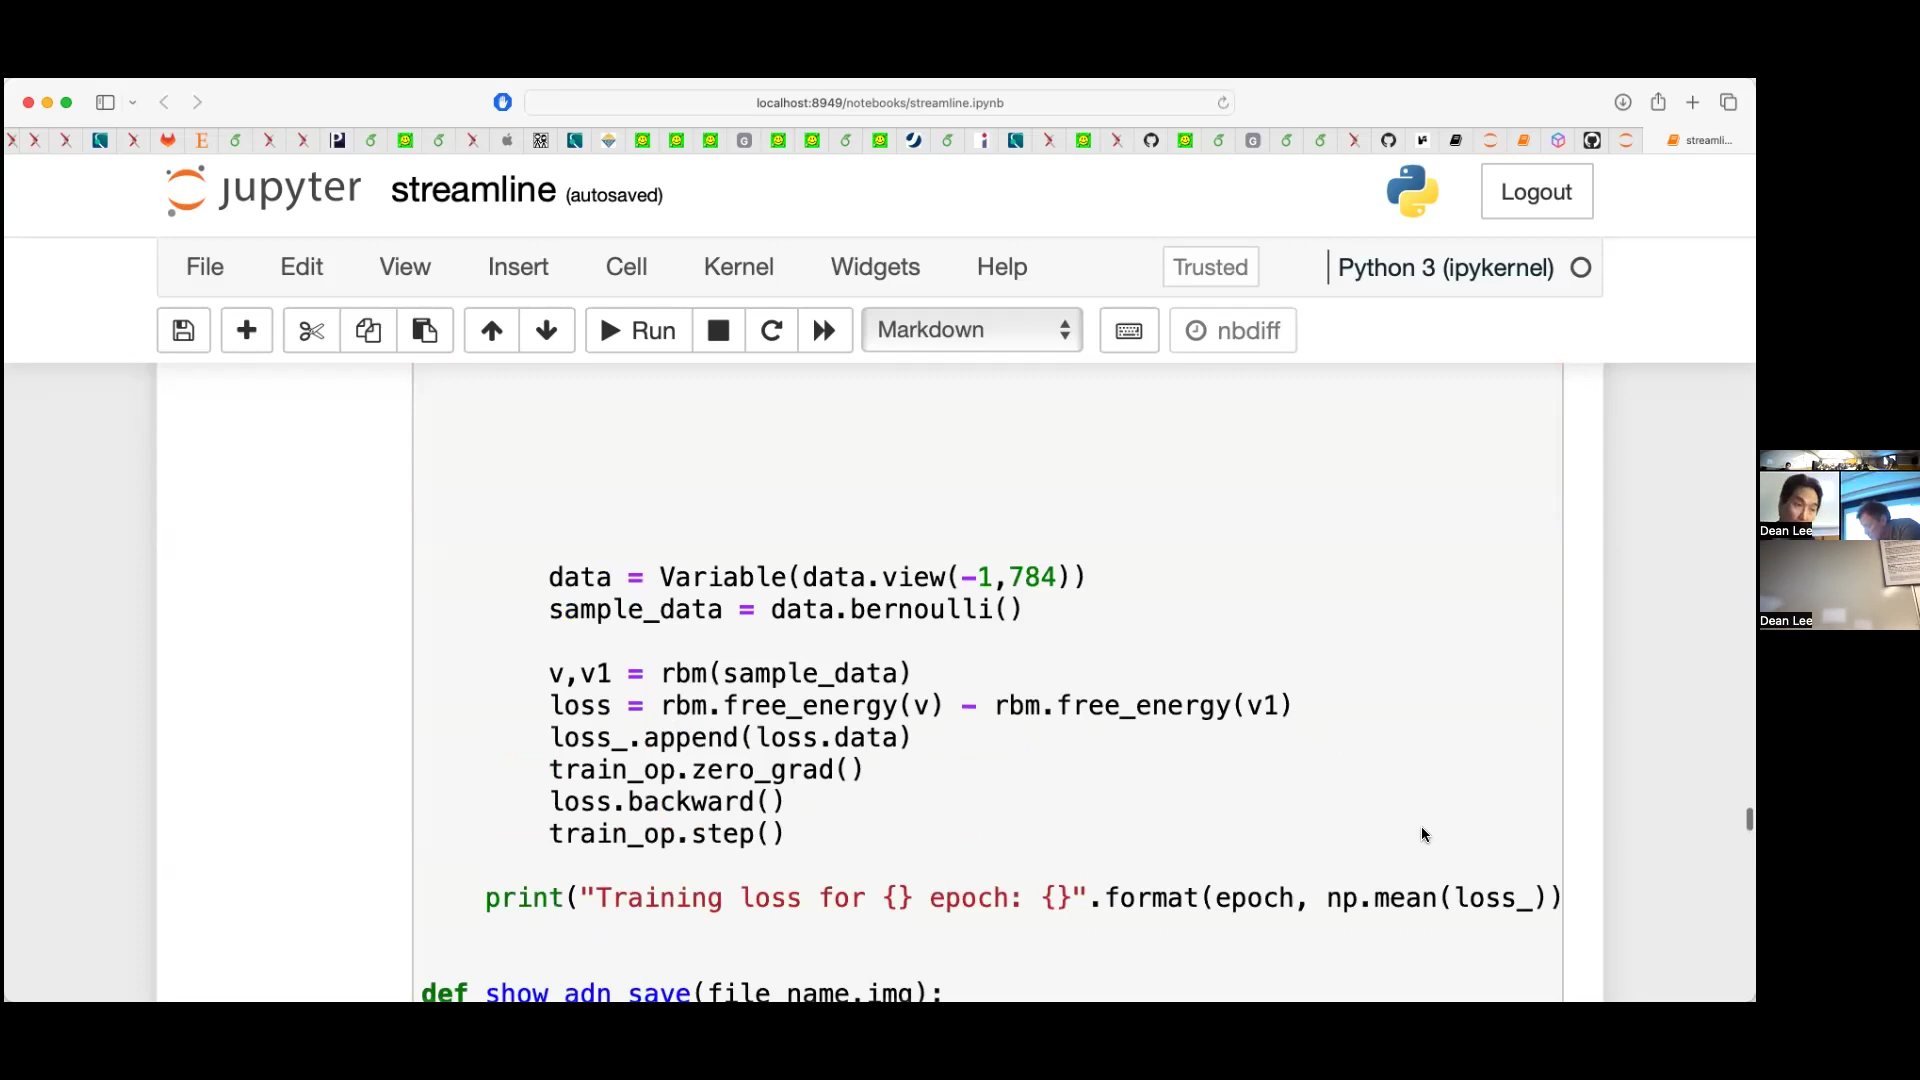 localhost:8949/notebooks/streamline.ipynb
streamli...
jupyter streamline (autosaved)
Logout
File Edit View Insert Cell Kernel Widgets Help Trusted Python 3 (ipykernel)
Run Markdown nbdiff
data = Variable(data.view(-1,784))
sample_data = data.bernoulli()
v,v1 = rbm(sample_data)
loss = rbm.free_energy(v) - rbm.free_energy(v1)
loss_.append(loss.data)
train_op.zero_grad()
loss.backward()
train_op.step()
print("Training loss for {} epoch: {}".format(epoch, np.mean(loss_))
def show_adn_save(file_name,img):
Dean Lee
Dean Lee